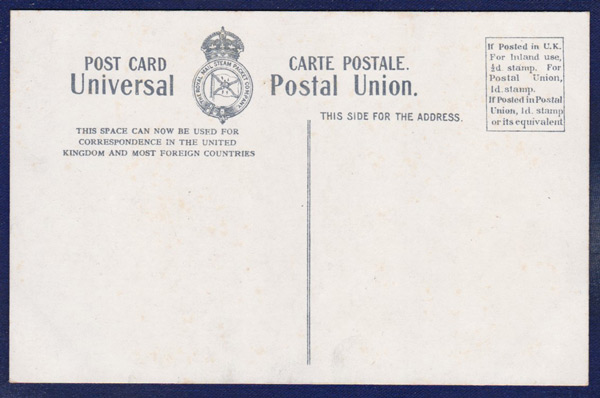 POST CARD
Universal
THE ROYAL MAIL STEAM PACKET COMPANY
CARTE POSTALE.
Postal Union.
THIS SPACE CAN NOW BE USED FOR
CORRESPONDENCE IN THE UNITED
KINGDOM AND MOST FOREIGN COUNTRIES
THIS SIDE FOR THE ADDRESS.
If Posted in U.K.
For Inland use,
½d. stamp. For
Postal Union,
1d. stamp.
If Posted in Postal
Union, 1d. stamp
or its equivalent